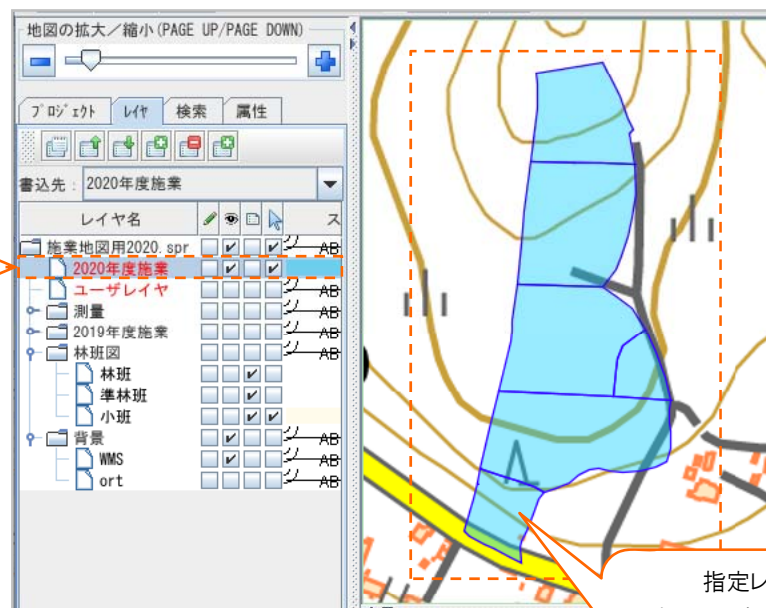 地図の拡大／縮小(PAGE UP/PAGE DOWN)
プロジェクト レイヤ 検索 属性
書込先： 2020年度施業
レイヤ名 ス
施業地図用2020.spr AB
2020年度施業
ユーザレイヤ AB
測量 AB
2019年度施業 AB
林班図 AB
林班
準林班
小班
背景 AB
WMS AB
ort AB
指定レ